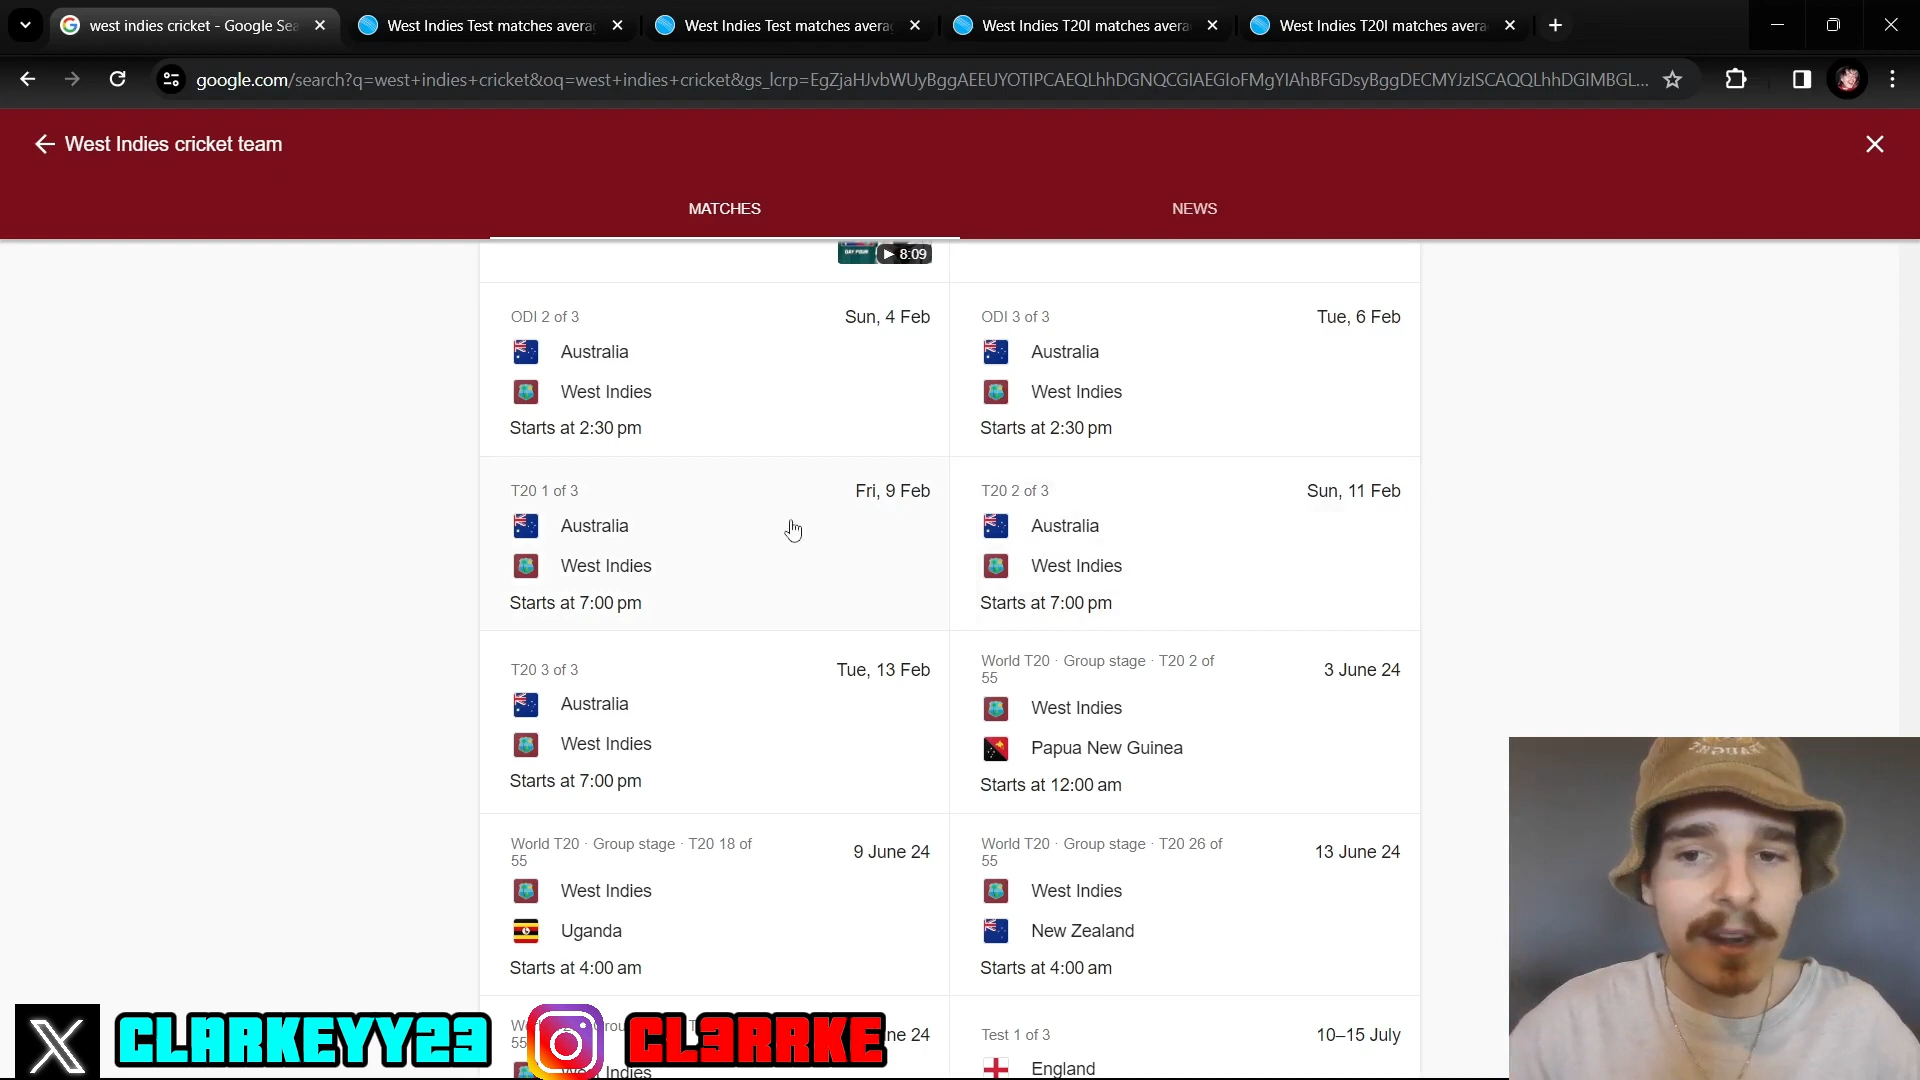 west indies cricket - Google Sea
West Indies Test matches avera
West Indies Test matches avera
West Indies T20I matches avera
West Indies T20I matches avera
google.com/search?q=west+indies+cricket&oq=west+indies+cricket&gs_lcrp=EgZjaHJvbWUyBggAEEUYOTIPCAEQLhhDGNQCGIAEGIoFMgYIAhBFGDsyBggDECMYJzISCAQQLhhDGIMBGL...
West Indies cricket team
MATCHES
NEWS
8:09
ODI 2 of 3
Sun, 4 Feb
Australia
West Indies
Starts at 2:30 pm
ODI 3 of 3
Tue, 6 Feb
Australia
West Indies
Starts at 2:30 pm
T20 1 of 3
Fri, 9 Feb
Australia
West Indies
Starts at 7:00 pm
T20 2 of 3
Sun, 11 Feb
Australia
West Indies
Starts at 7:00 pm
T20 3 of 3
Tue, 13 Feb
Australia
West Indies
Starts at 7:00 pm
World T20 · Group stage · T20 2 of
55
3 June 24
West Indies
Papua New Guinea
Starts at 12:00 am
World T20 · Group stage · T20 18 of
55
9 June 24
West Indies
Uganda
Starts at 4:00 am
World T20 · Group stage · T20 26 of
55
13 June 24
West Indies
New Zealand
Starts at 4:00 am
55
24
Indies
Test 1 of 3
10–15 July
England
CLARKEYY23
CL3RRKE